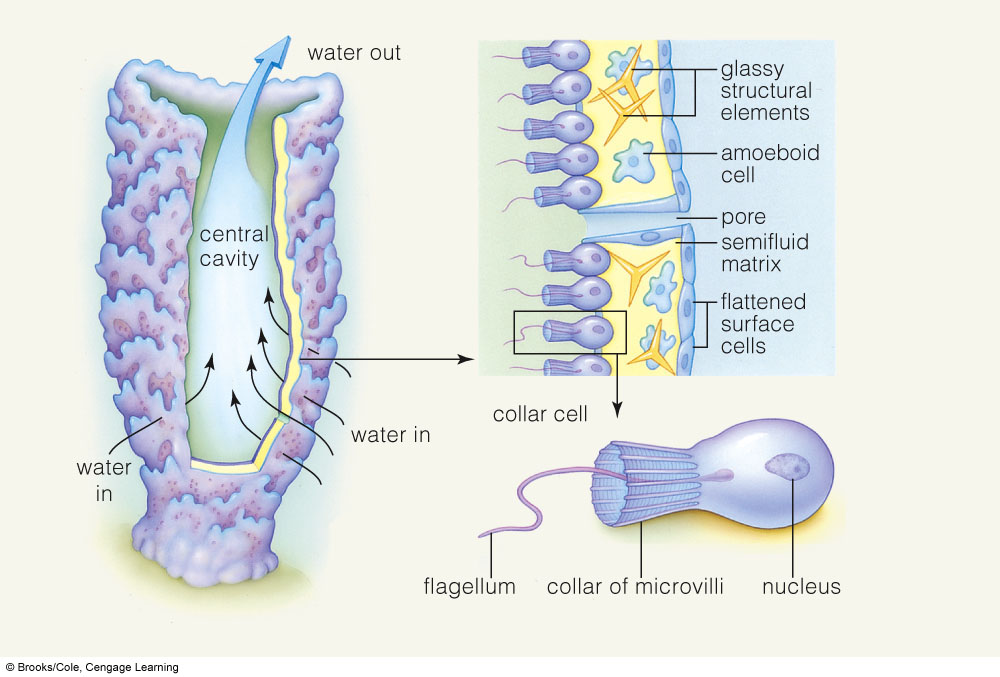 water out
central
cavity
water in
water
in
glassy
structural
elements
amoeboid
cell
pore
semifluid
matrix
flattened
surface
cells
collar cell
flagellum
collar of microvilli
nucleus
© Brooks/Cole, Cengage Learning